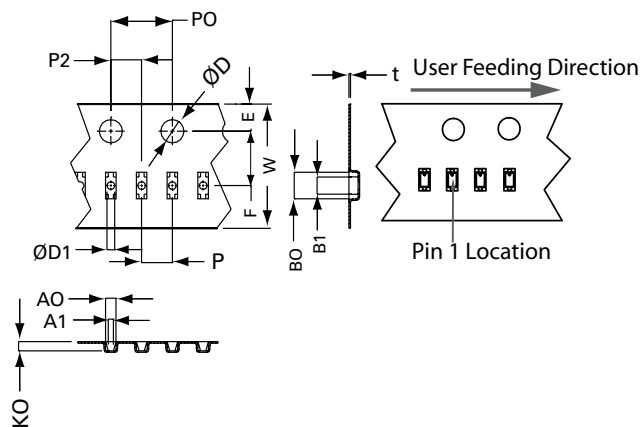 PO
P2
ØD
E
W
F
ØD1
P
t
User Feeding Direction
BO
B1
Pin 1 Location
AO
A1
KO